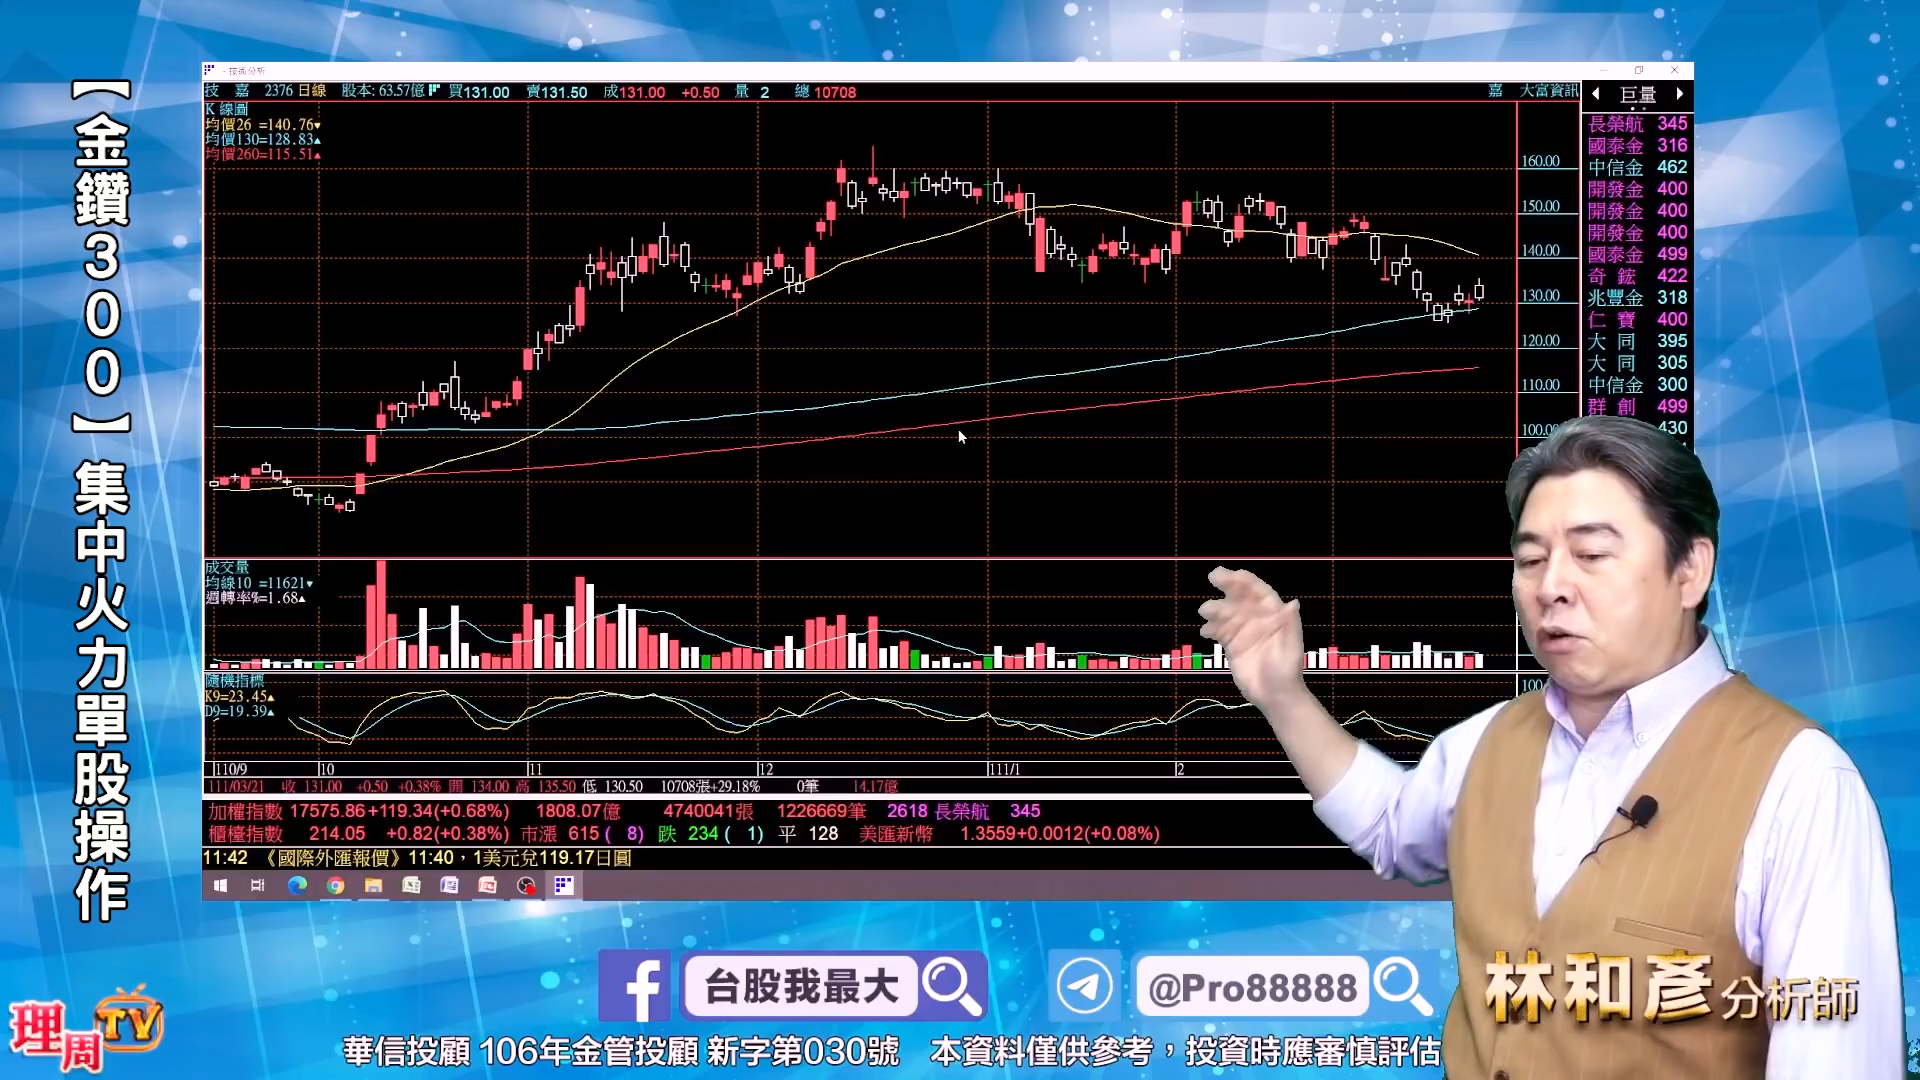 【金鑽300】集中火力單股操作
- 技術分析
技 嘉 2376 日線 股本: 63.57億 買131.00 賣131.50 成131.00 +0.50 量 2 總 10708 嘉 大富資訊
K 線圖
均價26 =140.76▼
均價130=128.83▲
均價260=115.51▲
160.00
150.00
140.00
130.00
120.00
110.00
100.00
巨量
長榮航 345
國泰金 316
中信金 462
開發金 400
開發金 400
開發金 400
國泰金 499
奇 鋐 422
兆豐金 318
仁 寶 400
大 同 395
大 同 305
中信金 300
群 創 499
430
成交量
均線10 =11621▼
週轉率%=1.68▲
隨機指標
K9=23.45▲
D9=19.39▲
100
110/9 10 11 12 111/1 2
111/03/21 收 131.00 +0.50 +0.38% 開 134.00 高 135.50 低 130.50 10708張+29.18% 0筆 14.17億
加權指數 17575.86+119.34(+0.68%) 1808.07億 4740041張 1226669筆 2618 長榮航 345
櫃檯指數 214.05 +0.82(+0.38%) 市漲 615( 8) 跌 234( 1) 平 128 美匯新幣 1.3559+0.0012(+0.08%)
11:42 《國際外匯報價》11:40，1美元兌119.17日圓
台股我最大
@Pro88888
林和彥分析師
理周TV
華信投顧 106年金管投顧 新字第030號 本資料僅供參考，投資時應審慎評估